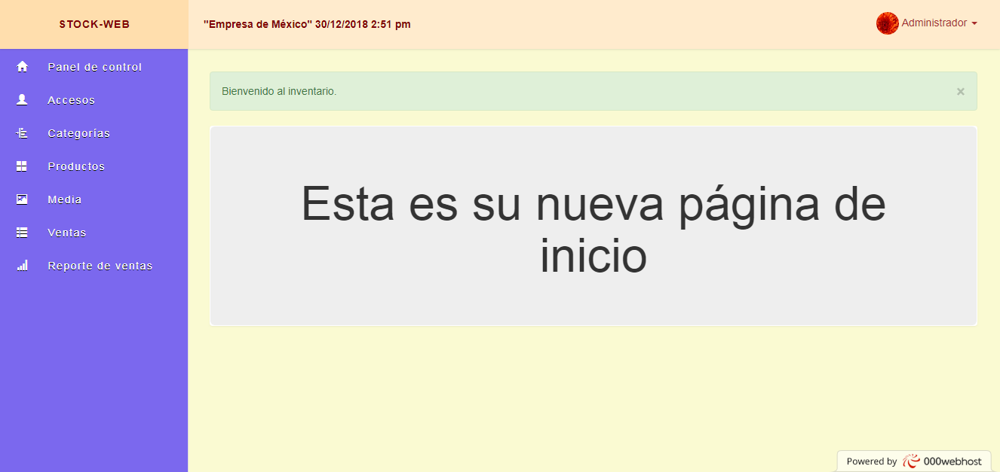 STOCK-WEB
"Empresa de México" 30/12/2018 2:51 pm
Administrador
Panel de control
Accesos
Categorías
Productos
Media
Ventas
Reporte de ventas
Bienvenido al inventario.
×
Esta es su nueva página de
inicio
Powered by 000webhost